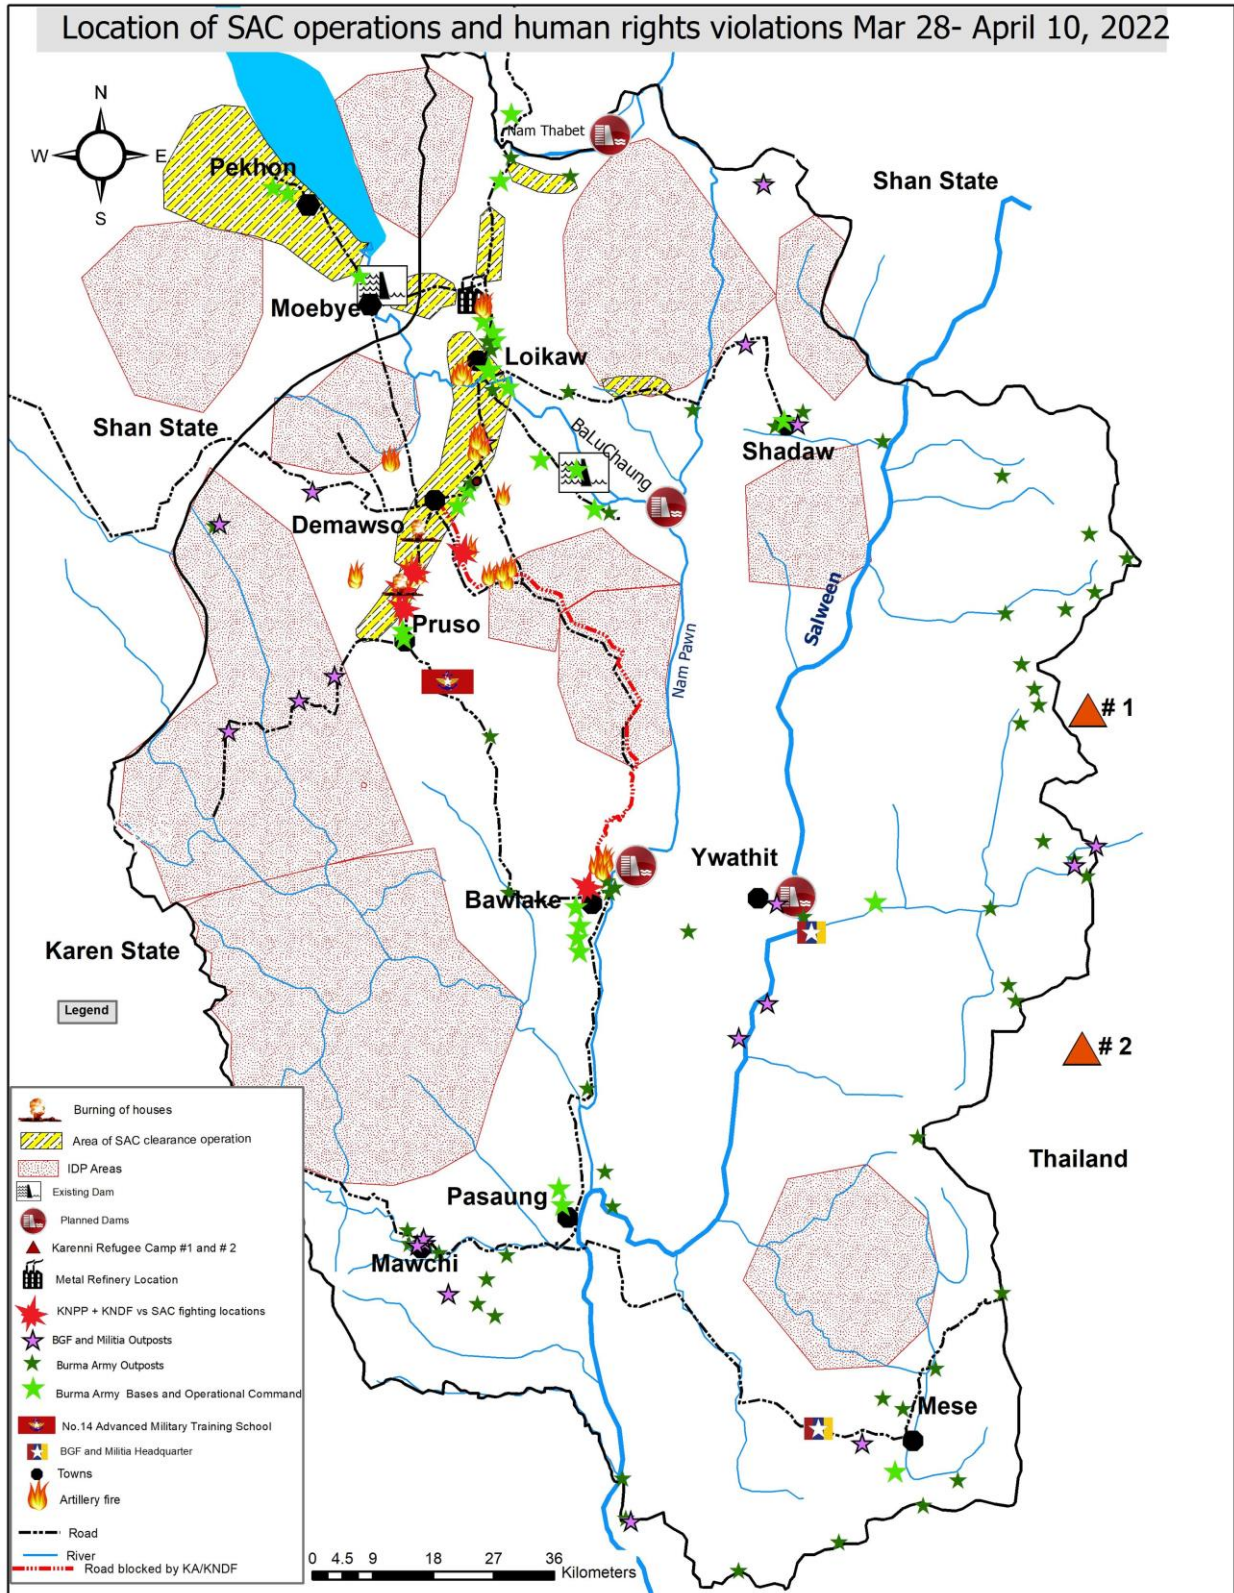 Location of SAC operations and human rights violations Mar 28- April 10, 2022
N
W
E
S
Nam Thabet
Pekhon
Shan State
Moebye
Loikaw
Shan State
BaLuChaung
Shadaw
Demawso
Salween
Pruso
Nam Pawn
# 1
Ywathit
Bawlake
Karen State
Legend
# 2
Thailand
Pasaung
Mawchi
Mese
Burning of houses
Area of SAC clearance operation
IDP Areas
Existing Dam
Planned Dams
Karenni Refugee Camp #1 and # 2
Metal Refinery Location
KNPP + KNDF vs SAC fighting locations
BGF and Militia Outposts
Burma Army Outposts
Burma Army Bases and Operational Command
No.14 Advanced Military Training School
BGF and Militia Headquarter
Towns
Artillery fire
Road
River
Road blocked by KA/KNDF
0 4.5 9 18 27 36
Kilometers